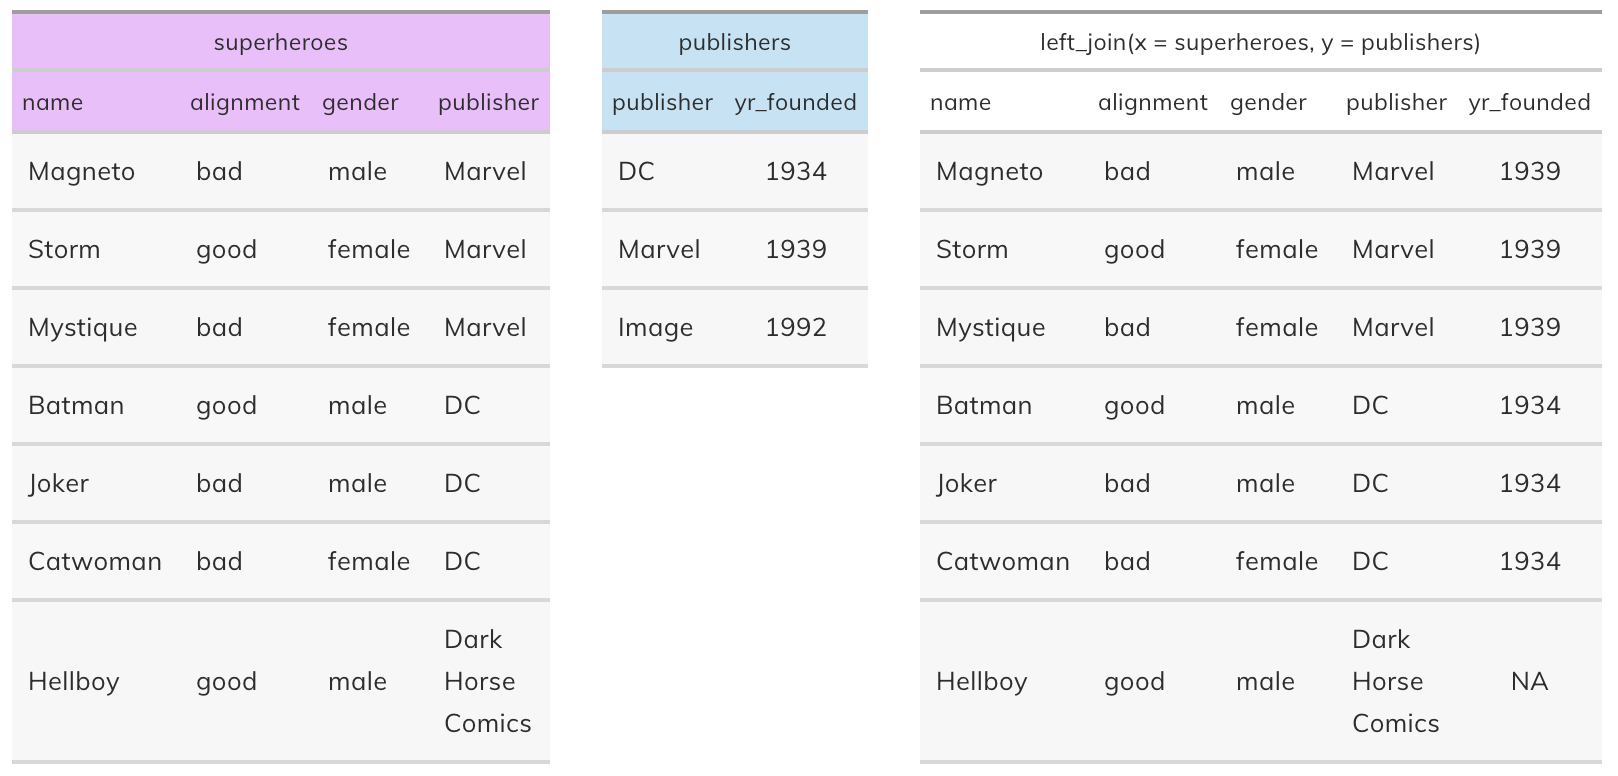 superheroes
name alignment gender publisher
Magneto bad male Marvel
Storm good female Marvel
Mystique bad female Marvel
Batman good male DC
Joker bad male DC
Catwoman bad female DC
Hellboy good male Dark
Horse
Comics
publishers
publisher yr_founded
DC 1934
Marvel 1939
Image 1992
left_join(x = superheroes, y = publishers)
name alignment gender publisher yr_founded
Magneto bad male Marvel 1939
Storm good female Marvel 1939
Mystique bad female Marvel 1939
Batman good male DC 1934
Joker bad male DC 1934
Catwoman bad female DC 1934
Hellboy good male Dark
Horse
Comics NA